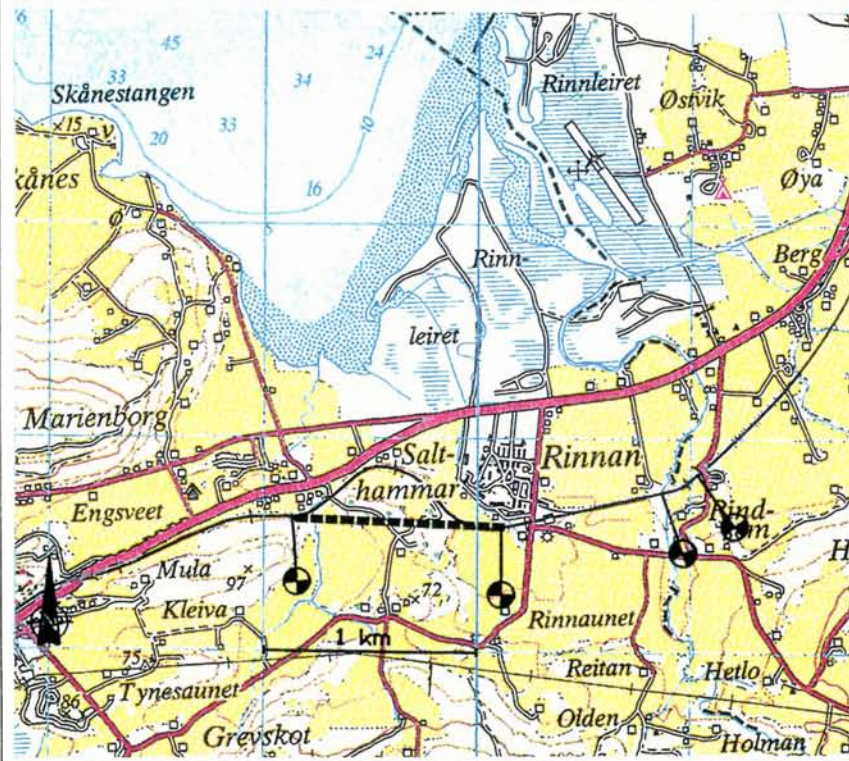 6
45
24
33
34
Skånestangen
Rinnleiret
Østvik
×15
v
20
33
10
kånes
16
Øya
Ø
Rinn-
Berg
leiret
Marienborg
Salt-
hammar
Rinnan
Engsveet
Rind-
m
Mula
97×
H
Kleiva
×72
Rinnaunet
1 km
75
Reitan
Hetlo
Tynesaunet
86
Olden
Grevskot
Holman